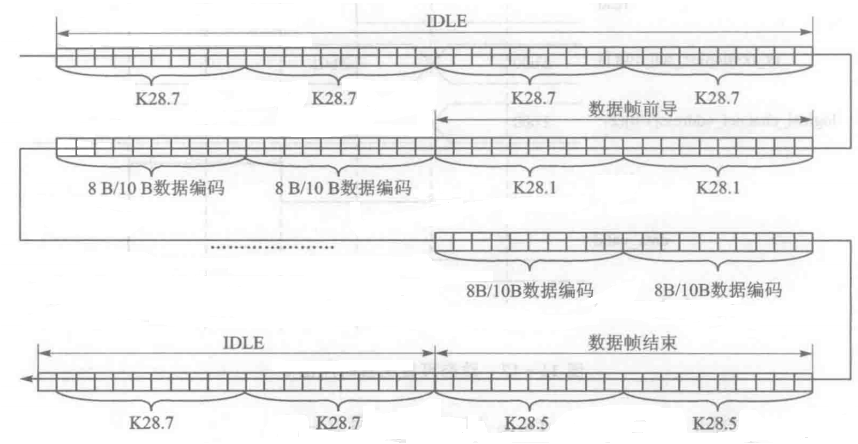 IDLE
K28.7 K28.7 K28.7 K28.7
数据帧前导
8 B/10 B数据编码 8 B/10 B数据编码 K28.1 K28.1
.....................
8B/10B数据编码 8B/10B数据编码
IDLE 数据帧结束
K28.7 K28.7 K28.5 K28.5